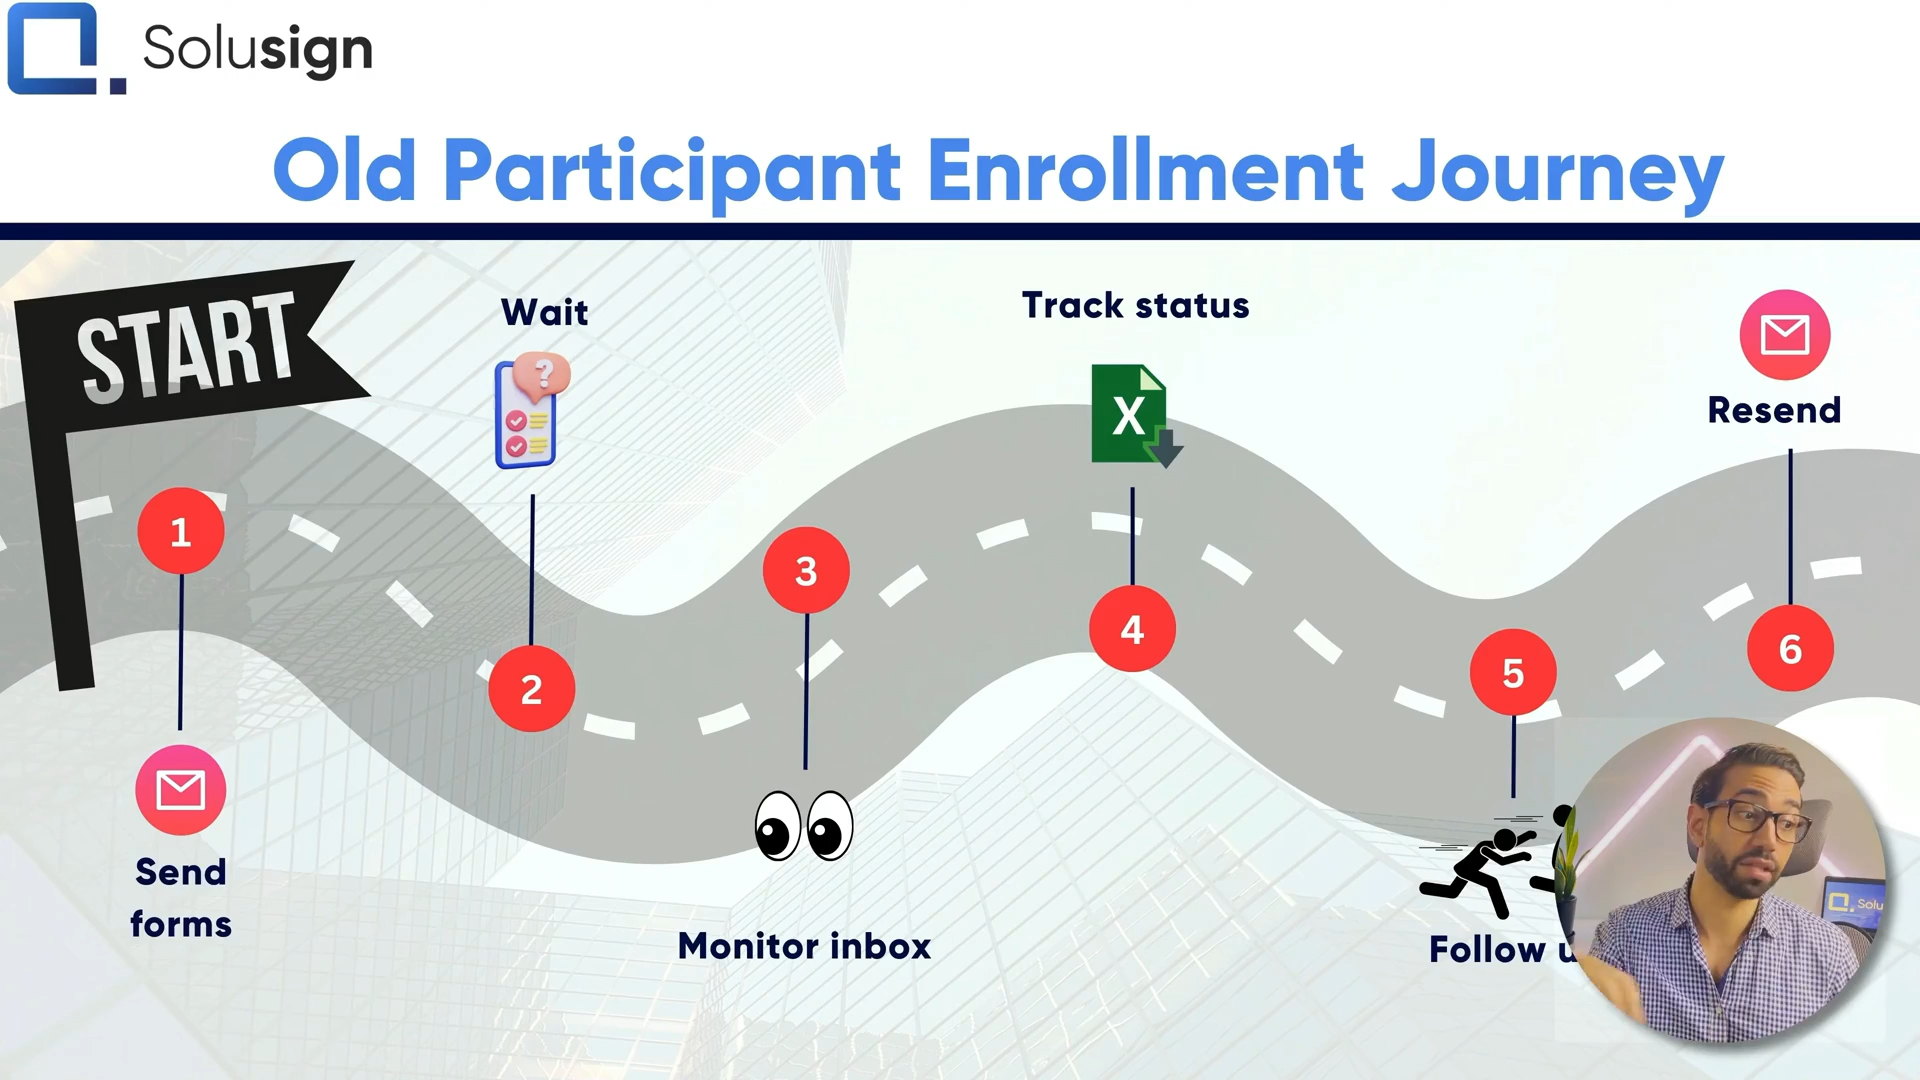 Solusign
Old Participant Enrollment Journey
START
Wait
Track status
Resend
?
X
1
2
3
4
5
6
Send
forms
Monitor inbox
Follow u
Solu